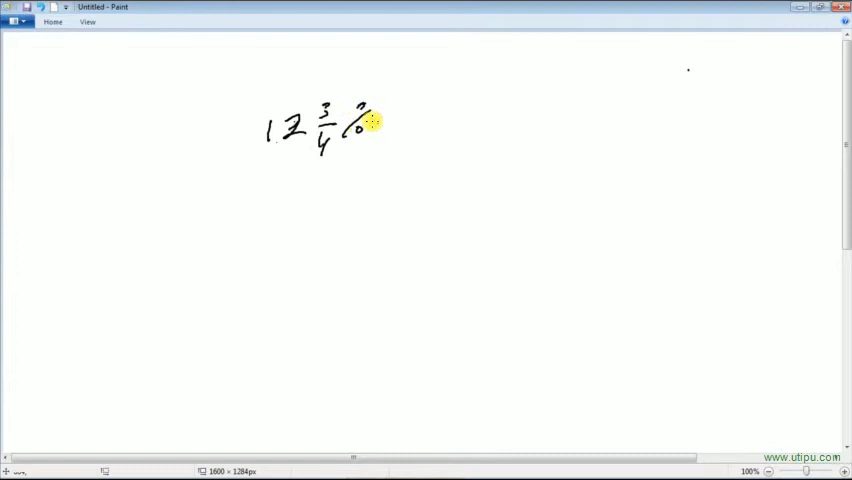 Untitled - Paint
Home View
12 3/4 %
www.utipu.com
1600 × 1284px 100%